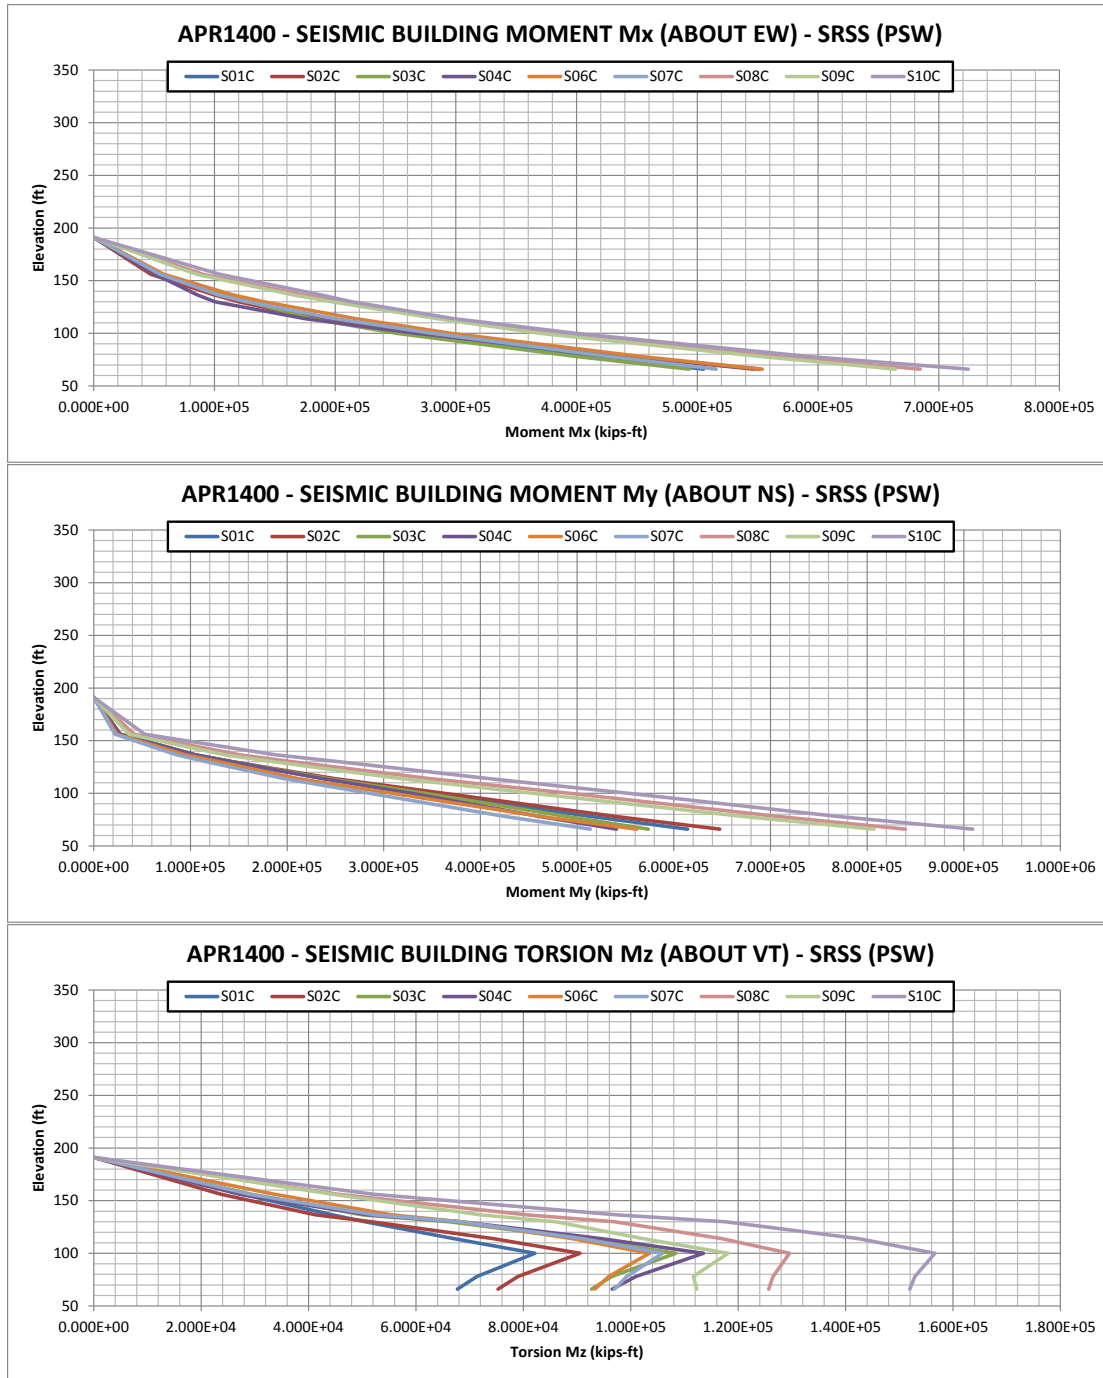 APR1400 - SEISMIC BUILDING MOMENT Mx (ABOUT EW) - SRSS (PSW)
S01C S02C S03C S04C S06C S07C S08C S09C S10C
Elevation (ft)
350
300
250
200
150
100
50
0.000E+00 1.000E+05 2.000E+05 3.000E+05 4.000E+05 5.000E+05 6.000E+05 7.000E+05 8.000E+05
Moment Mx (kips-ft)
APR1400 - SEISMIC BUILDING MOMENT My (ABOUT NS) - SRSS (PSW)
S01C S02C S03C S04C S06C S07C S08C S09C S10C
Elevation (ft)
350
300
250
200
150
100
50
0.000E+00 1.000E+05 2.000E+05 3.000E+05 4.000E+05 5.000E+05 6.000E+05 7.000E+05 8.000E+05 9.000E+05 1.000E+06
Moment My (kips-ft)
APR1400 - SEISMIC BUILDING TORSION Mz (ABOUT VT) - SRSS (PSW)
S01C S02C S03C S04C S06C S07C S08C S09C S10C
Elevation (ft)
350
300
250
200
150
100
50
0.000E+00 2.000E+04 4.000E+04 6.000E+04 8.000E+04 1.000E+05 1.200E+05 1.400E+05 1.600E+05 1.800E+05
Torsion Mz (kips-ft)